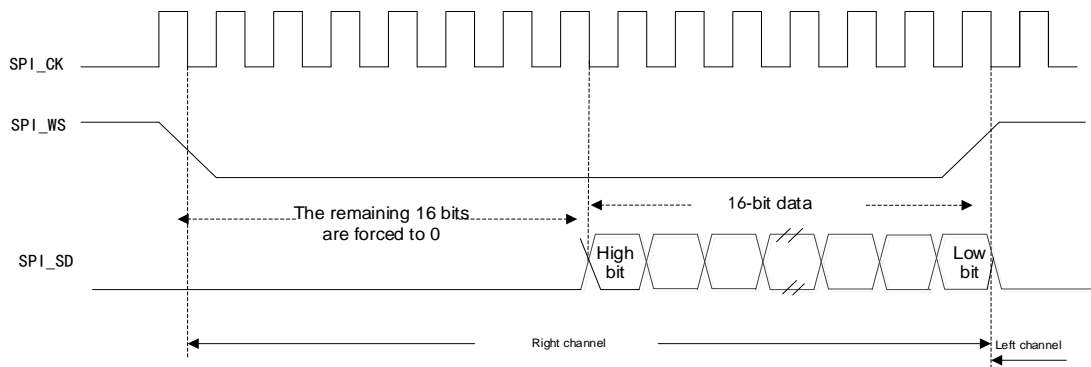 SPI_CK
SPI_WS
The remaining 16 bits
are forced to 0
16-bit data
SPI_SD
High
bit
Low
bit
Right channel
Left channel